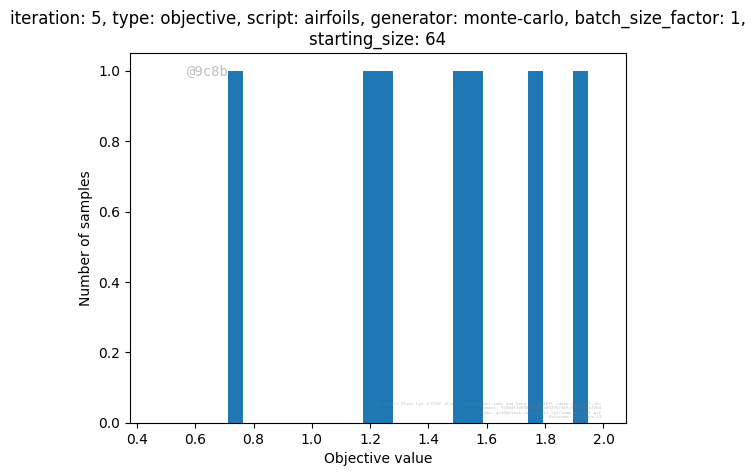 iteration: 5, type: objective, script: airfoils, generator: monte-carlo, batch_size_factor: 1,
starting_size: 64
@9c8b
1.0
0.8
0.6
0.4
0.2
0.0
Number of samples
0.4 0.6 0.8 1.0 1.2 1.4 1.6 1.8 2.0
Objective value